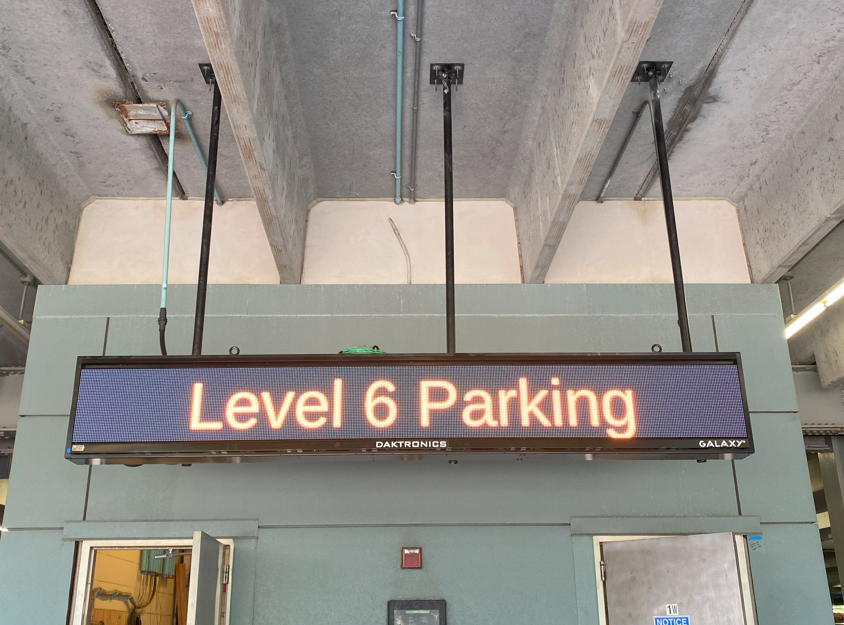 Level 6 Parking
DAKTRONICS
GALAXY
1W
NOTICE